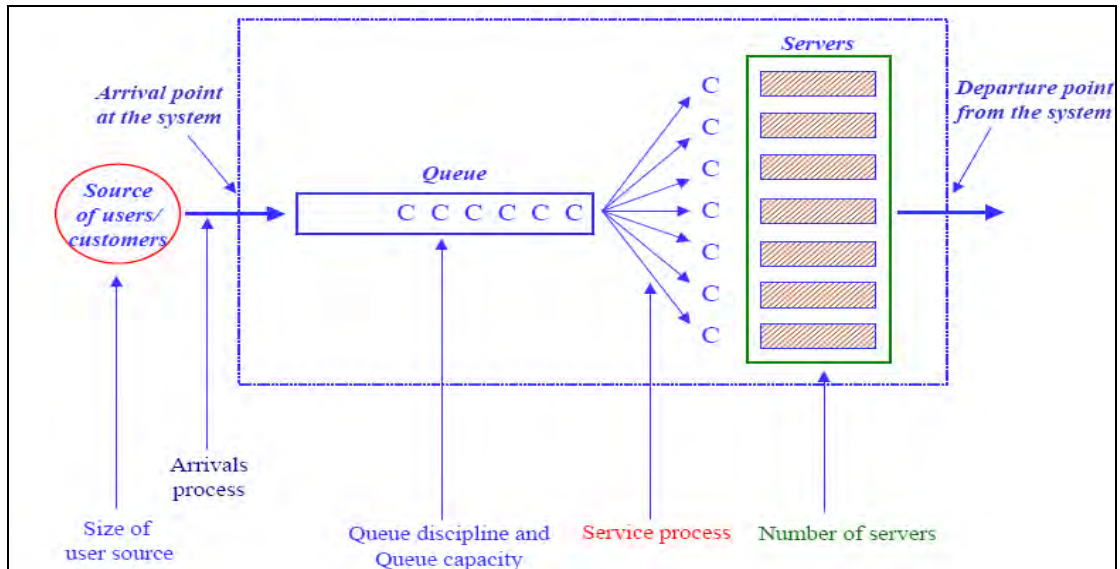 Servers
Arrival point
at the system
Departure point
from the system
C
C
C
Queue
Source
of users/
customers
C C C C C C
C
C
C
C
Arrivals
process
Size of
user source
Queue discipline and
Queue capacity
Service process
Number of servers